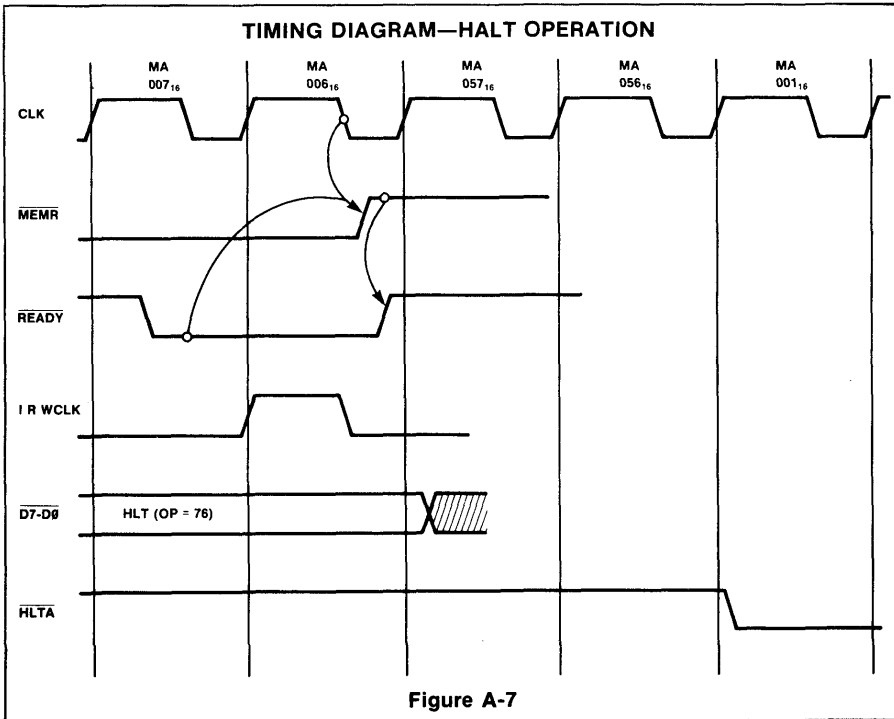 TIMING DIAGRAM—HALT OPERATION
MA 007₁₆
MA 006₁₆
MA 057₁₆
MA 056₁₆
MA 001₁₆
CLK
MEMR
READY
I R WCLK
D7-DØ
HLT (OP = 76)
HLTA
Figure A-7